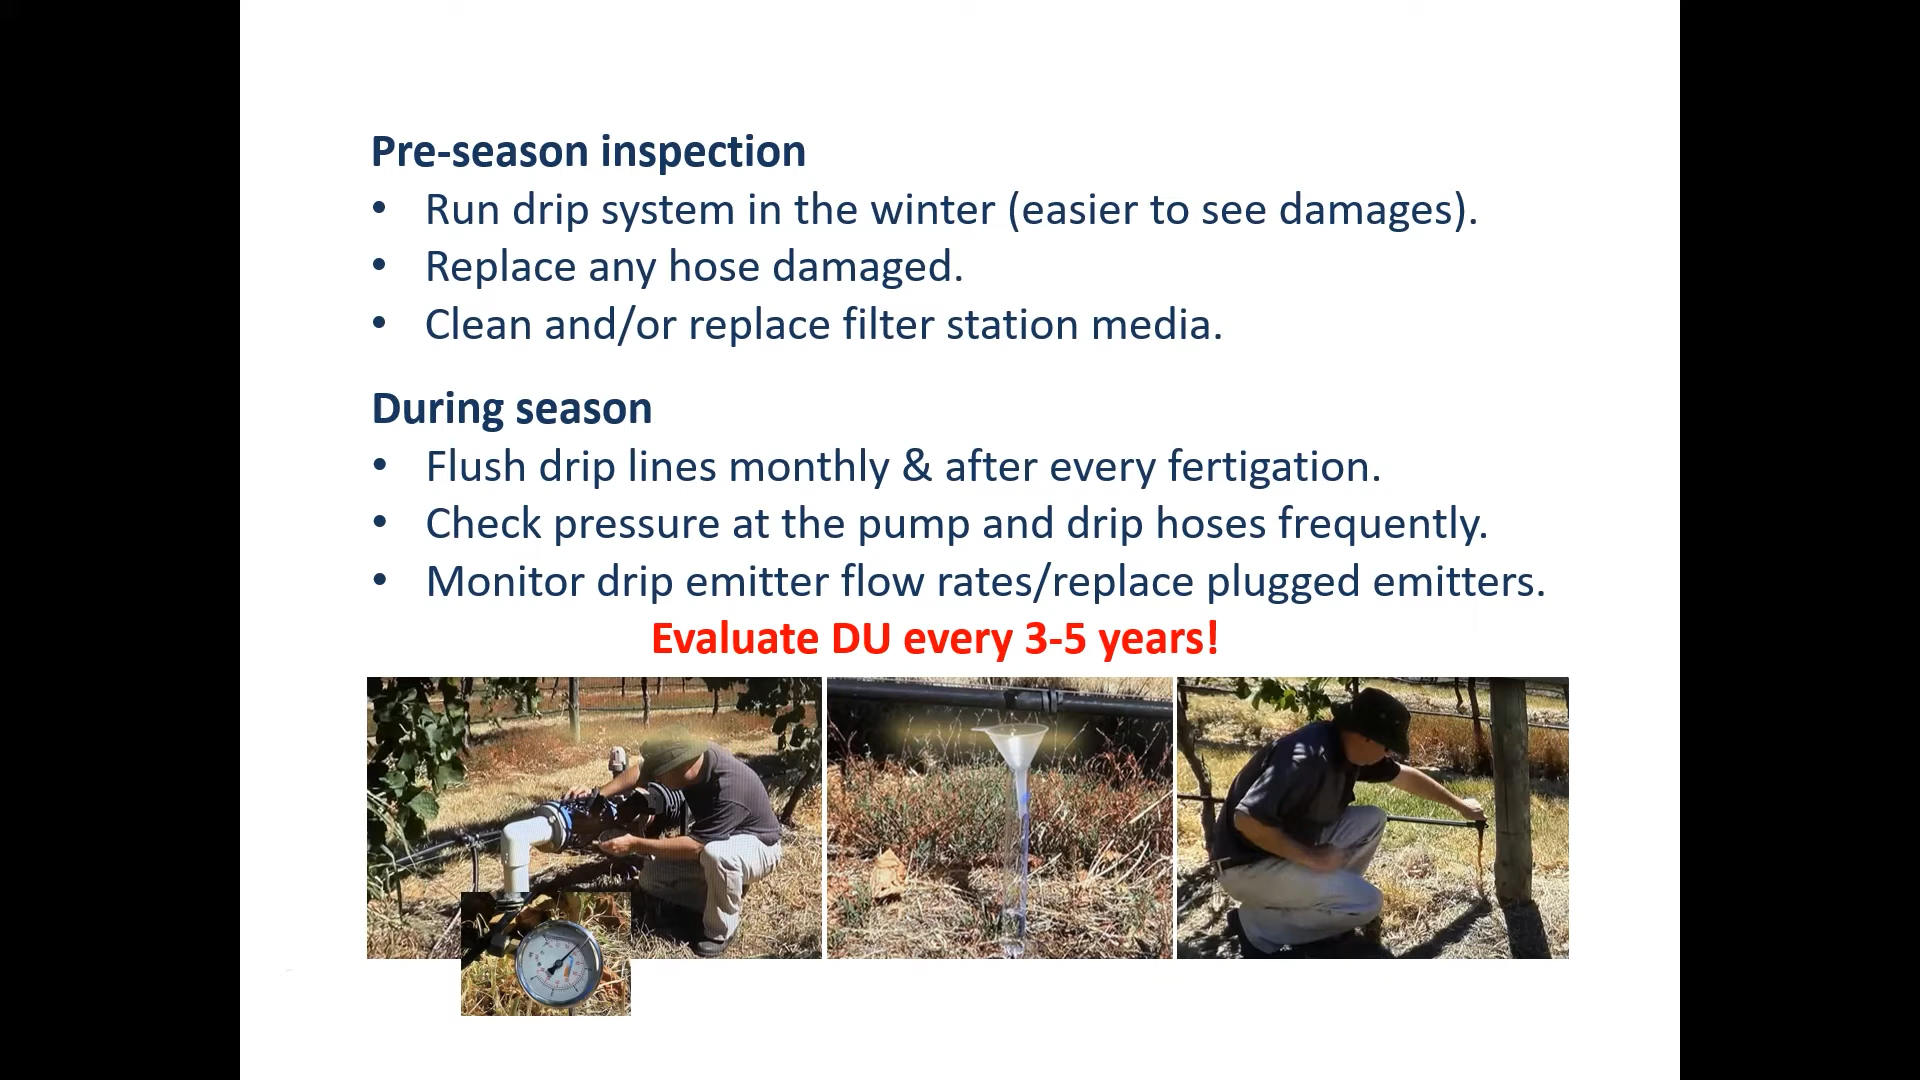 Pre-season inspection
• Run drip system in the winter (easier to see damages).
• Replace any hose damaged.
• Clean and/or replace filter station media.
During season
• Flush drip lines monthly & after every fertigation.
• Check pressure at the pump and drip hoses frequently.
• Monitor drip emitter flow rates/replace plugged emitters.
Evaluate DU every 3-5 years!